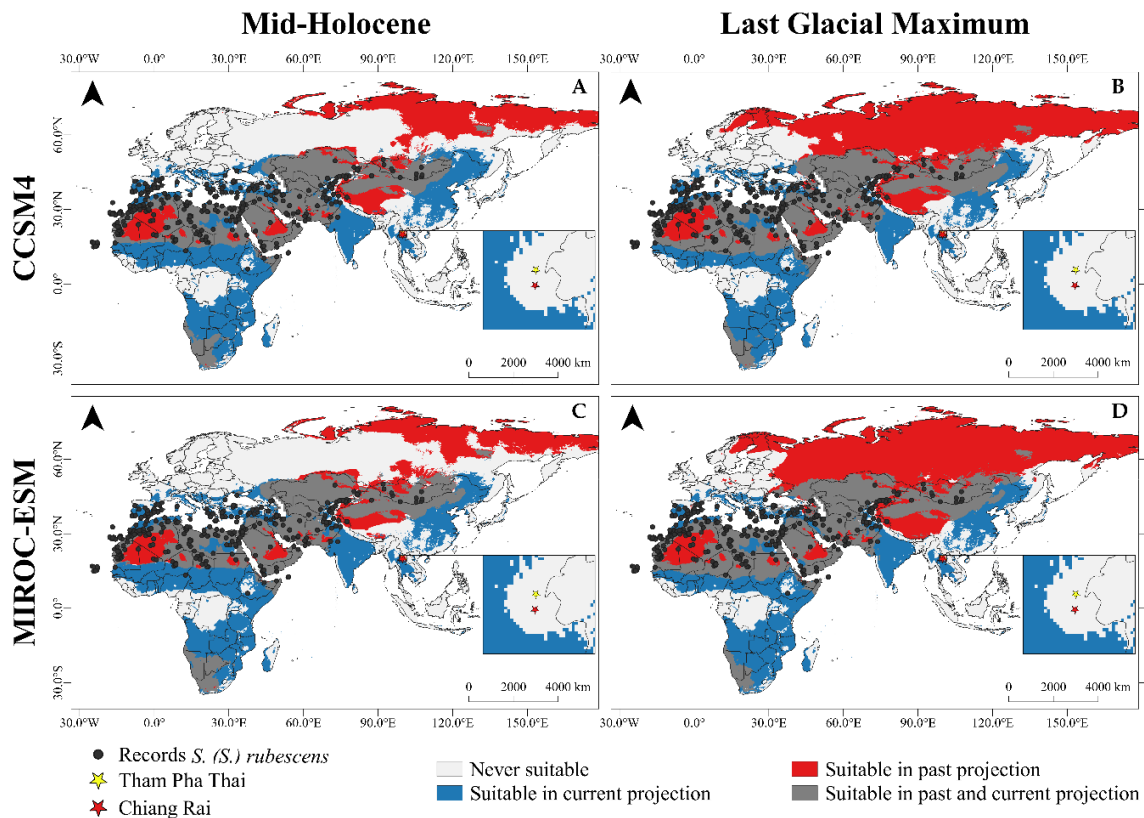 Mid-Holocene Last Glacial Maximum
30.0°W 0.0° 30.0°E 60.0°E 90.0°E 120.0°E 150.0°E 30.0°W 0.0° 30.0°E 60.0°E 90.0°E 120.0°E 150.0°E
A B
CCSM4
60.0°N
30.0°N
0.0°
30.0°S
0 2000 4000 km 0 2000 4000 km
C D
MIROC-ESM
60.0°N
30.0°N
0.0°
30.0°S
0 2000 4000 km 0 2000 4000 km
30.0°W 0.0° 30.0°E 60.0°E 90.0°E 120.0°E 150.0°E 30.0°W 0.0° 30.0°E 60.0°E 90.0°E 120.0°E 150.0°E
Records S. (S.) rubescens
Tham Pha Thai
Chiang Rai
Never suitable
Suitable in current projection
Suitable in past projection
Suitable in past and current projection